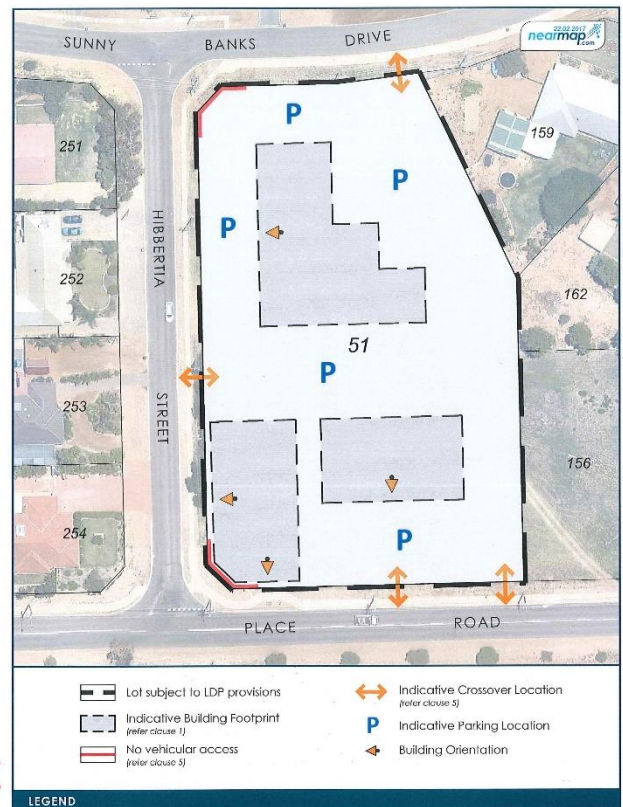 22.02.2017
nearmap
.com
SUNNY BANKS DRIVE
P
251
159
P
HIBBERTIA STREET
P
252
162
51
P
253
156
254
P
PLACE ROAD
Lot subject to LDP provisions
Indicative Building Footprint
(refer clause 1)
No vehicular access
(refer clause 5)
Indicative Crossover Location
(refer clause 5)
P Indicative Parking Location
Building Orientation
LEGEND